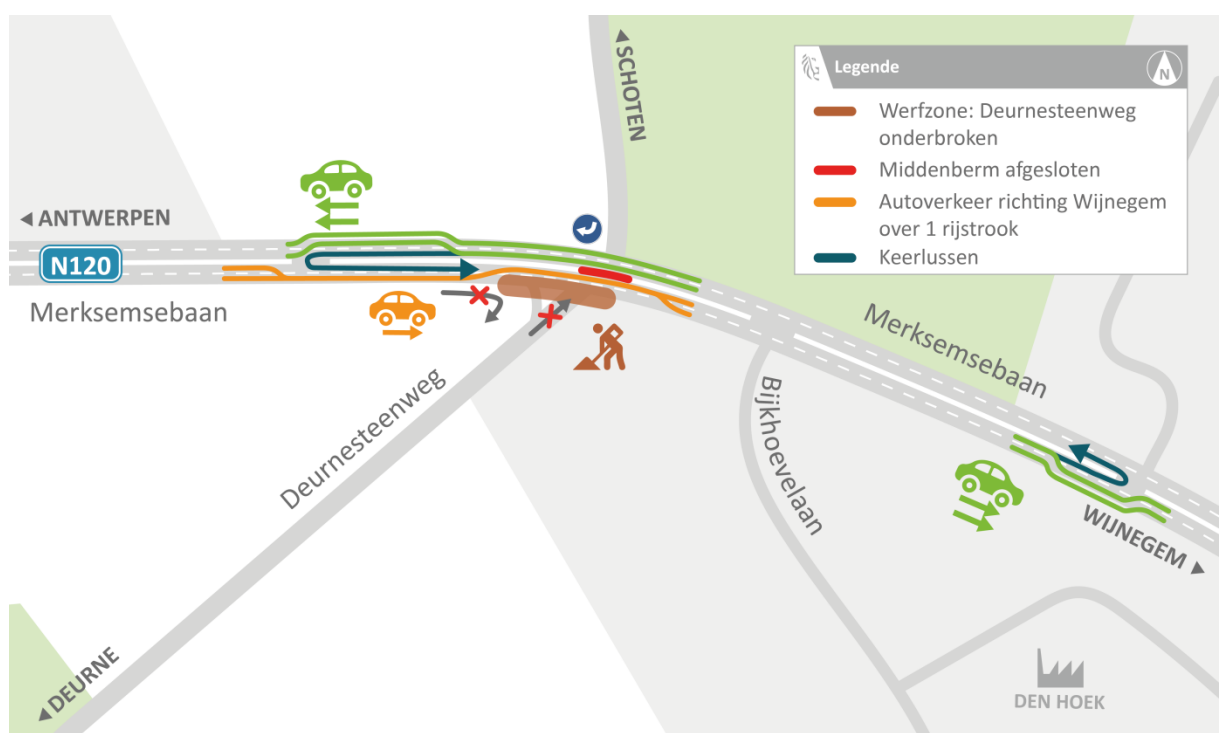 SCHOTEN
Legende
N
Werfzone: Deurnesteenweg
onderbroken
Middenberm afgesloten
Autoverkeer richting Wijnegem
over 1 rijstrook
Keerlussen
ANTWERPEN
N120
Merksemsebaan
Merksemsebaan
Deurnesteenweg
Bijkhoevelaan
WIJNEGEM
DEURNE
DEN HOEK